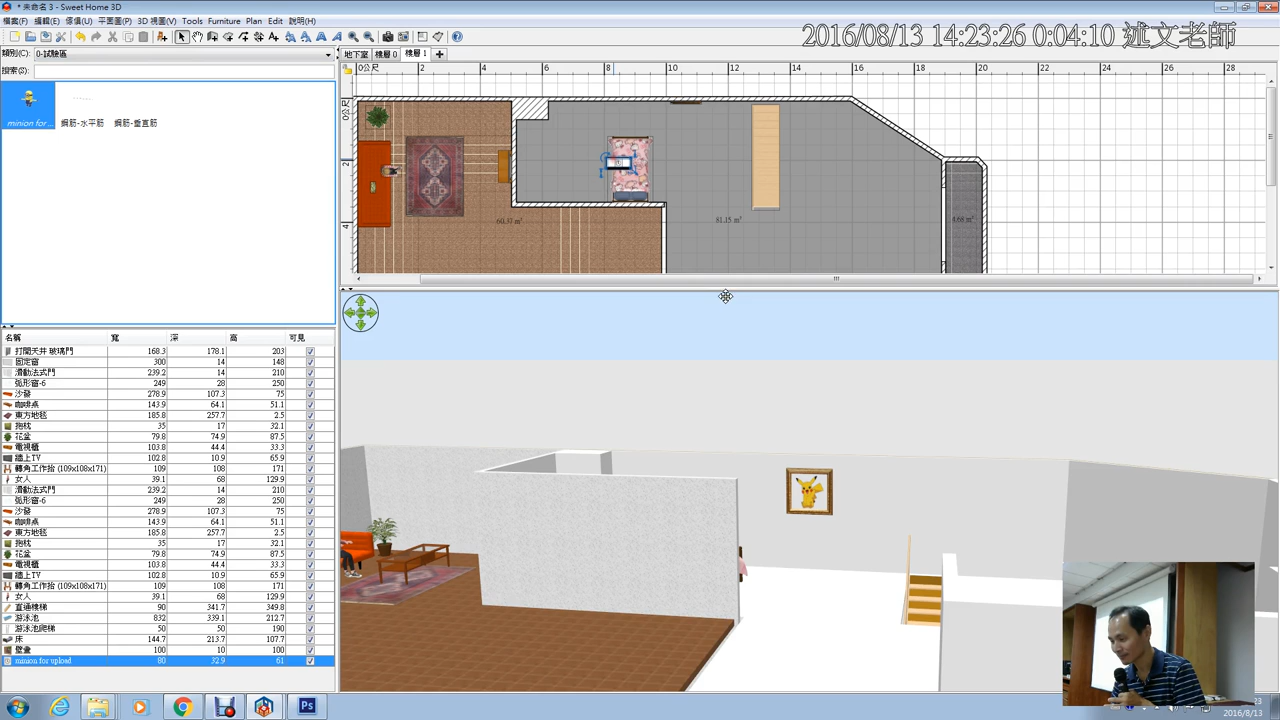 * 未命名 3 - Sweet Home 3D
檔案(F) 編輯(E) 傢俱(U) 平面圖(P) 3D 視圖(V) Tools Furniture Plan Edit 說明(H)
2016/08/13 14:23:26 0:04:10 述文老師
類別(C): 0-試驗區
搜索(S):
minion for ... 鋼筋-水平筋 鋼筋-垂直筋
地下室 樓層 0 樓層 1
0公尺 2 4 6 8 10 12 14 16 18 20 22 24 26 28
0公尺
2
4
60.37 m²
81.15 m²
4.68 m²
名稱 寬 深 高 可見
打開天井 玻璃門 168.3 178.1 203
固定窗 300 14 148
滑動法式門 239.2 14 210
弧形窗-6 249 28 250
沙發 278.9 107.3 75
咖啡桌 143.9 64.1 51.1
東方地毯 185.8 257.7 2.5
抱枕 35 17 32.1
花盆 79.8 74.9 87.5
電視櫃 103.8 44.4 33.3
牆上TV 102.8 10.9 65.9
轉角工作抬 (109x108x171) 109 108 171
女人 39.1 68 129.9
滑動法式門 239.2 14 210
弧形窗-6 249 28 250
沙發 278.9 107.3 75
咖啡桌 143.9 64.1 51.1
東方地毯 185.8 257.7 2.5
抱枕 35 17 32.1
花盆 79.8 74.9 87.5
電視櫃 103.8 44.4 33.3
牆上TV 102.8 10.9 65.9
轉角工作抬 (109x108x171) 109 108 171
女人 39.1 68 129.9
直通樓梯 90 341.7 349.8
游泳池 832 339.1 212.7
游泳池爬梯 50 50 190
床 144.7 213.7 107.7
壁畫 100 10 100
minion for upload 80 32.9 61
Ps
2016/8/13